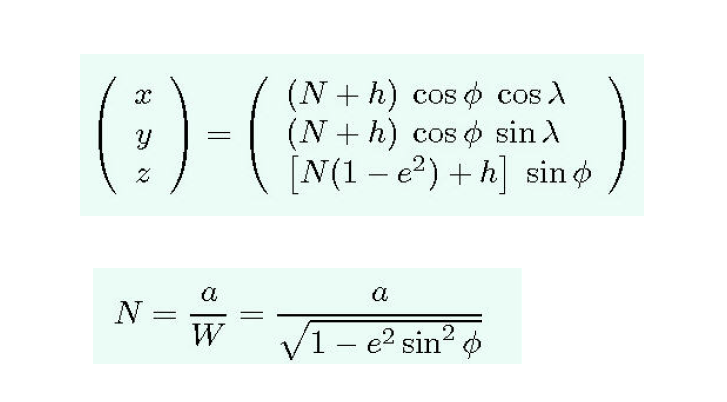 ( x ) = ( (N + h) cos ϕ cos λ )
( y ) = ( (N + h) cos ϕ sin λ )
( z ) = ( [N(1 − e²) + h] sin ϕ )
N = a/W = a/√(1 − e² sin² ϕ)